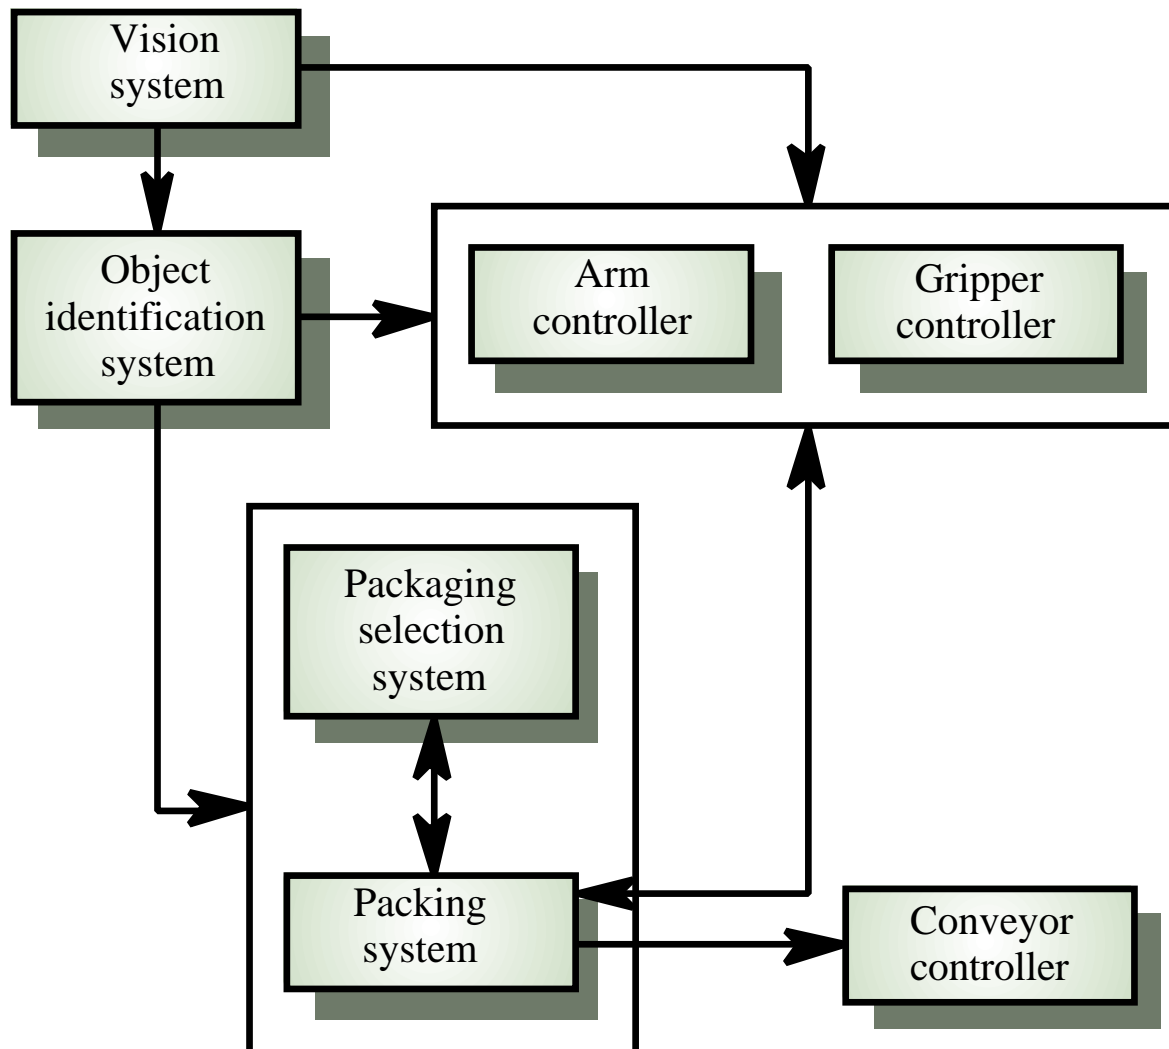 Vision
system
Object
identification
system
Arm
controller
Gripper
controller
Packaging
selection
system
Packing
system
Conveyor
controller